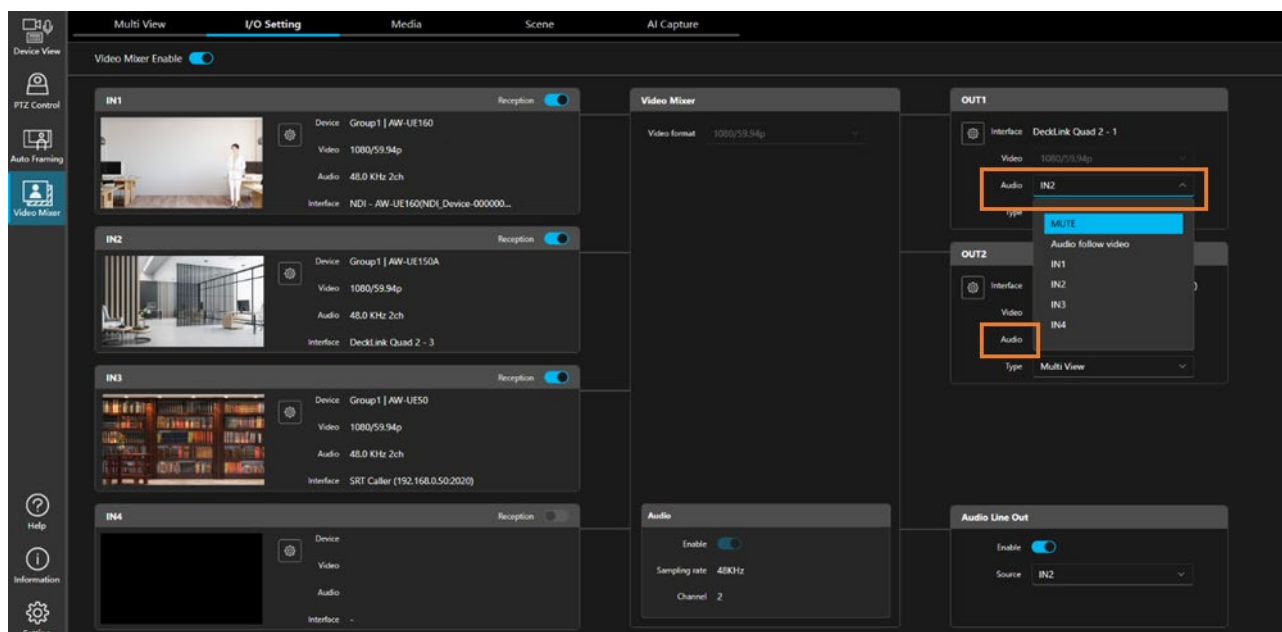 Multi View I/O Setting Media Scene AI Capture
Device View
PTZ Control
Auto Framing
Video Mixer
Help
Information
Video Mixer Enable
IN1 Reception
Device Group1 | AW-UE160
Video 1080/59.94p
Audio 48.0 KHz 2ch
Interface NDI - AW-UE160(NDI_Device-000000...
IN2 Reception
Device Group1 | AW-UE150A
Video 1080/59.94p
Audio 48.0 KHz 2ch
Interface DeckLink Quad 2 - 3
IN3 Reception
Device Group1 | AW-UE50
Video 1080/59.94p
Audio 48.0 KHz 2ch
Interface SRT Caller (192.168.0.50:2020)
IN4 Reception
Device
Video
Audio
Interface -
Video Mixer
Video format 1080/59.94p
Audio
Enable
Sampling rate 48KHz
Channel 2
OUT1
Interface DeckLink Quad 2 - 1
Video 1080/59.94p
Audio IN2
Type
MUTE
Audio follow video
IN1
IN2
IN3
IN4
OUT2
Interface )
Video
Audio
Type Multi View
Audio Line Out
Enable
Source IN2